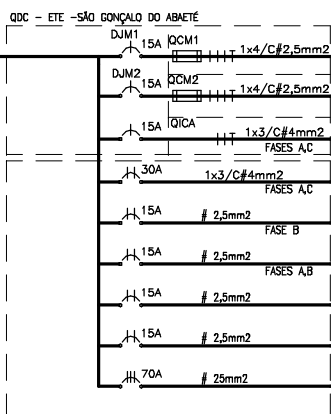 QDC - ETE -SÃO GONÇALO DO ABAETÉ
DJM1 15A QCM1 1x4/C#2,5mm2
DJM2 15A QCM2 1x4/C#2,5mm2
15A QICA 1x3/C#4mm2
FASES A,C
30A 1x3/C#4mm2
FASES A,C
15A # 2,5mm2
FASE B
15A # 2,5mm2
FASES A,B
15A # 2,5mm2
15A # 2,5mm2
70A # 25mm2